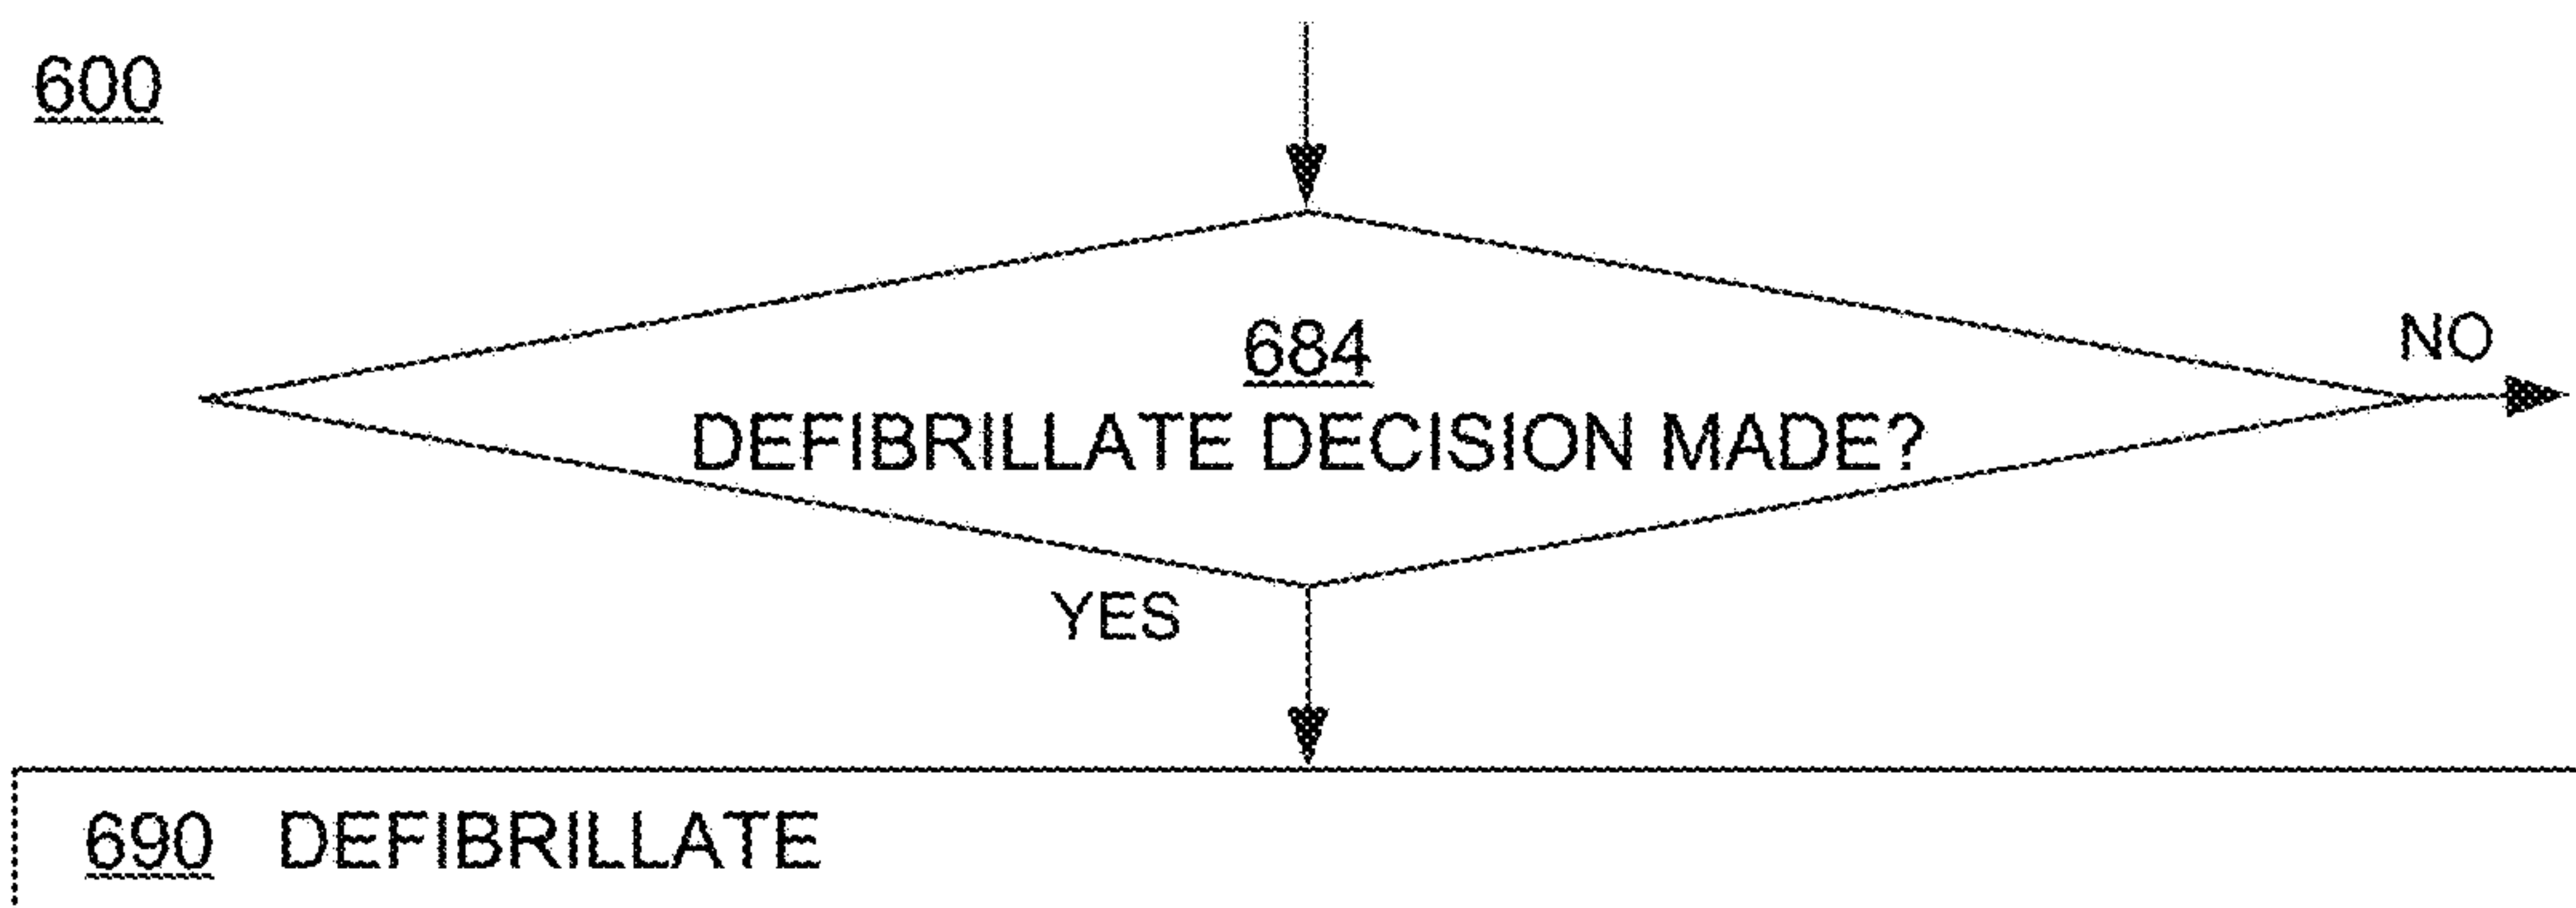 600
684
NO
DEFIBRILLATE DECISION MADE?
YES
690 DEFIBRILLATE